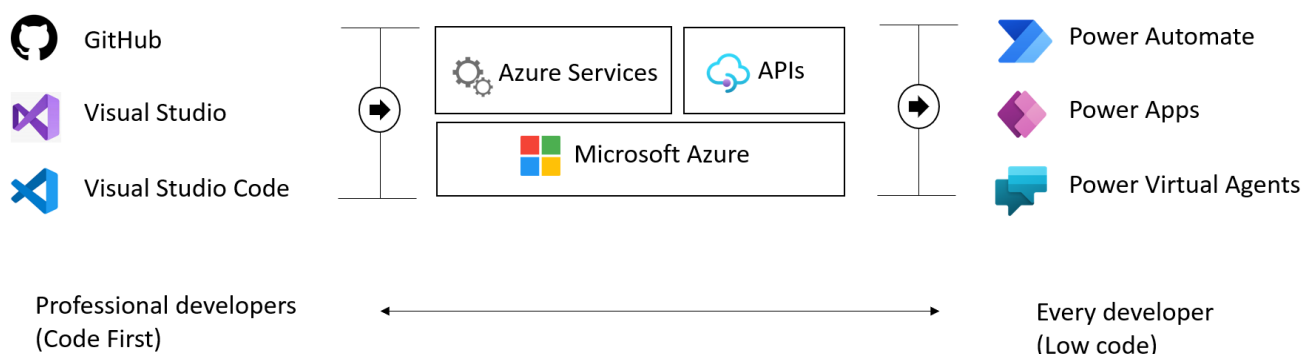 GitHub
Visual Studio
Visual Studio Code
Azure Services
APIs
Microsoft Azure
Power Automate
Power Apps
Power Virtual Agents
Professional developers
(Code First)
Every developer
(Low code)